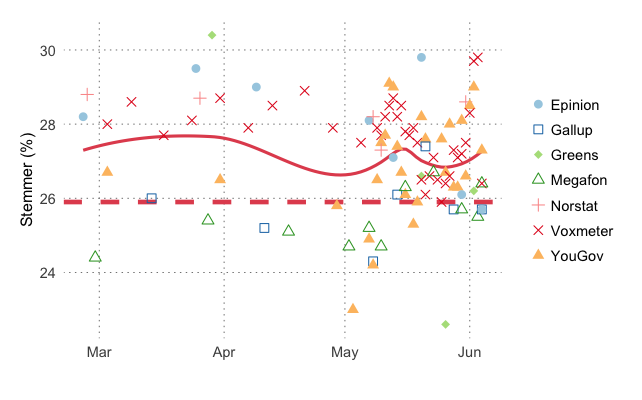 Stemmer (%)
30
28
26
24
Mar
Apr
May
Jun
Epinion
Gallup
Greens
Megafon
Norstat
Voxmeter
YouGov